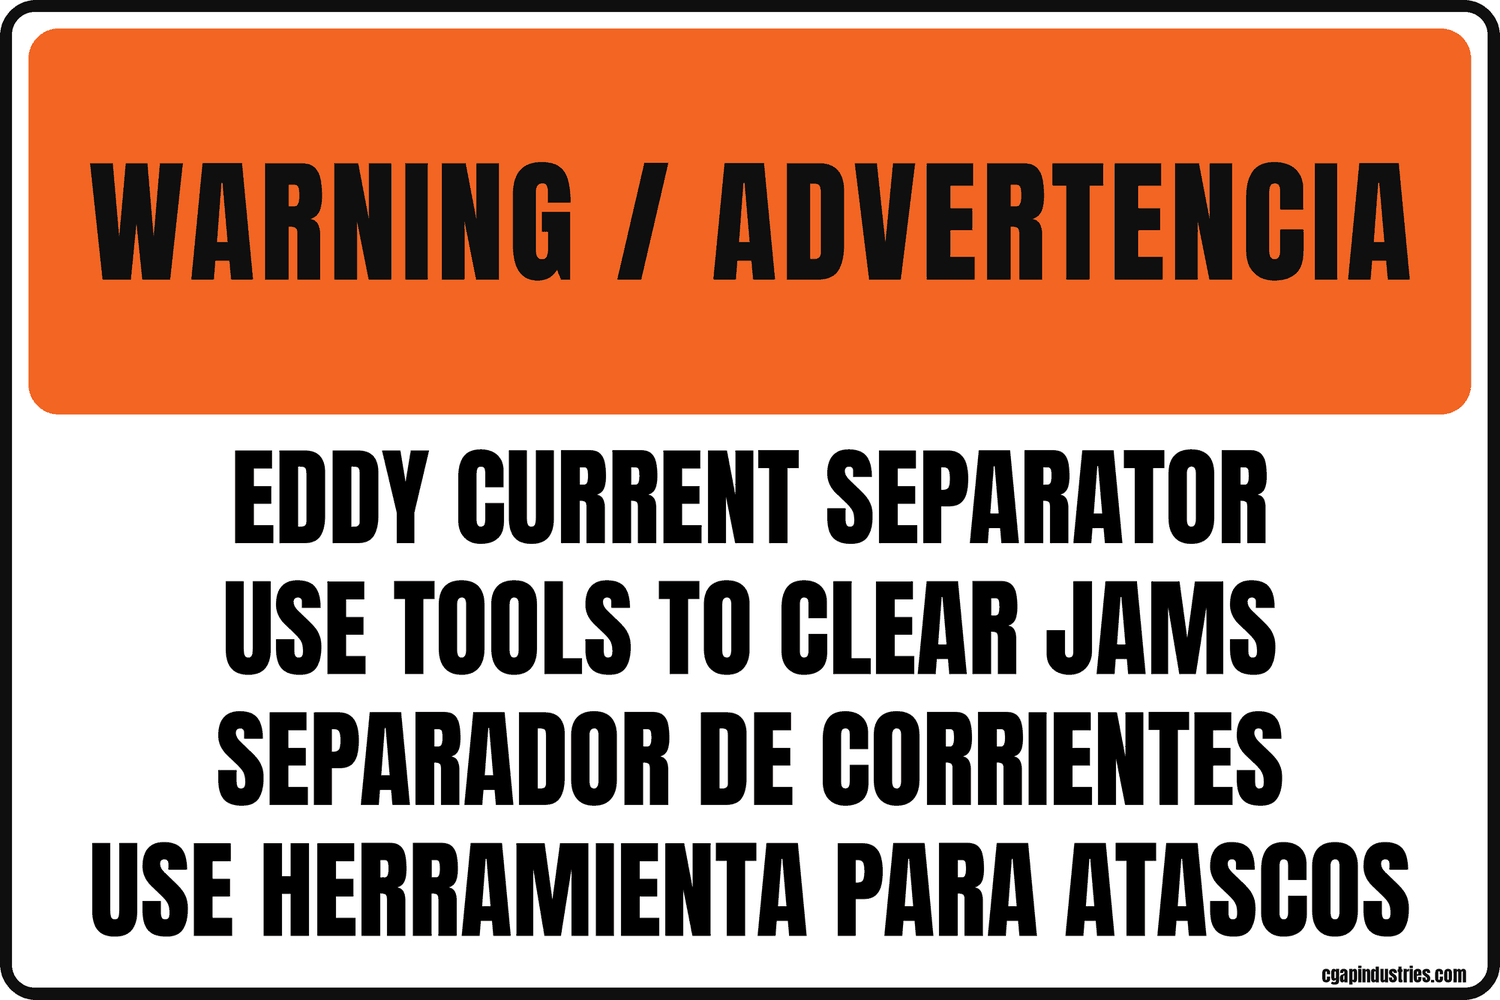 WARNING / ADVERTENCIA
EDDY CURRENT SEPARATOR
USE TOOLS TO CLEAR JAMS
SEPARADOR DE CORRIENTES
USE HERRAMIENTA PARA ATASCOS
cgapindustries.com